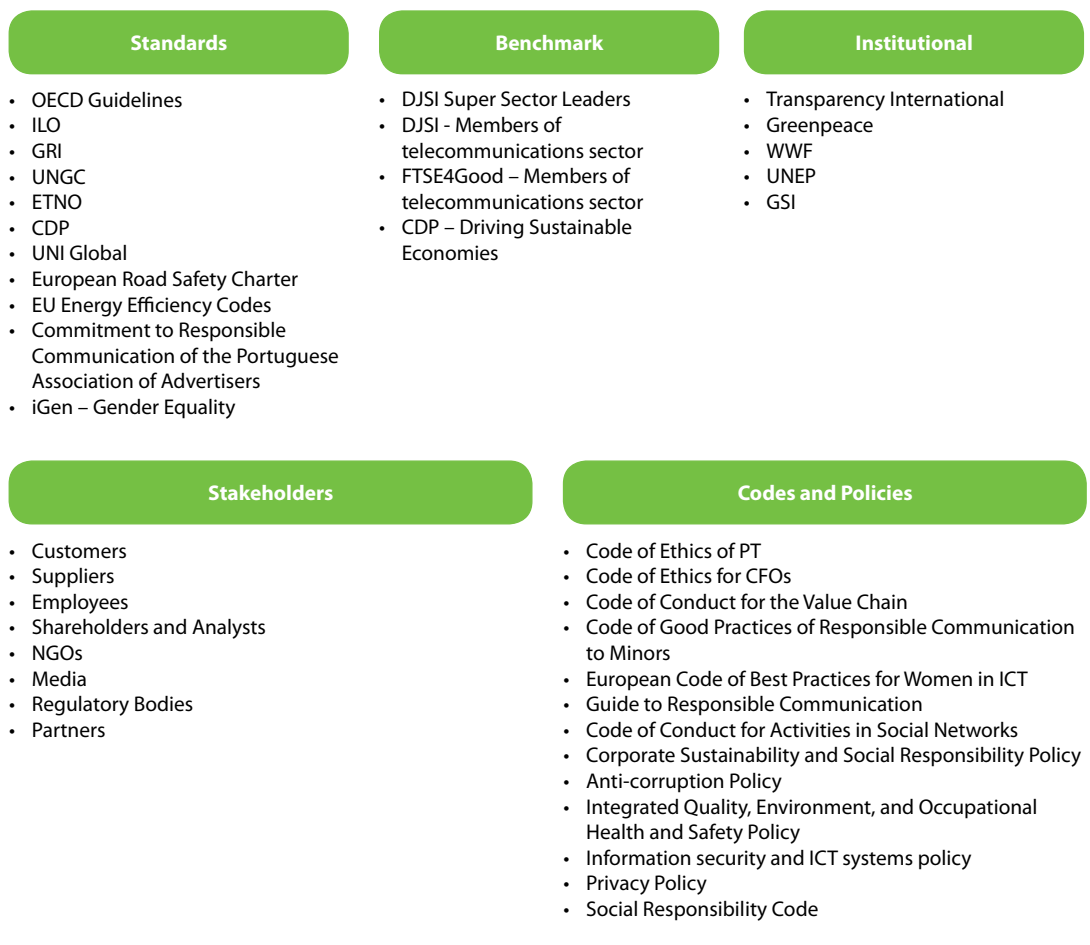 Standards
• OECD Guidelines
• ILO
• GRI
• UNGC
• ETNO
• CDP
• UNI Global
• European Road Safety Charter
• EU Energy Efficiency Codes
• Commitment to Responsible
Communication of the Portuguese
Association of Advertisers
• iGen – Gender Equality
Benchmark
• DJSI Super Sector Leaders
• DJSI - Members of
telecommunications sector
• FTSE4Good – Members of
telecommunications sector
• CDP – Driving Sustainable
Economies
Institutional
• Transparency International
• Greenpeace
• WWF
• UNEP
• GSI
Stakeholders
• Customers
• Suppliers
• Employees
• Shareholders and Analysts
• NGOs
• Media
• Regulatory Bodies
• Partners
Codes and Policies
• Code of Ethics of PT
• Code of Ethics for CFOs
• Code of Conduct for the Value Chain
• Code of Good Practices of Responsible Communication
to Minors
• European Code of Best Practices for Women in ICT
• Guide to Responsible Communication
• Code of Conduct for Activities in Social Networks
• Corporate Sustainability and Social Responsibility Policy
• Anti-corruption Policy
• Integrated Quality, Environment, and Occupational
Health and Safety Policy
• Information security and ICT systems policy
• Privacy Policy
• Social Responsibility Code